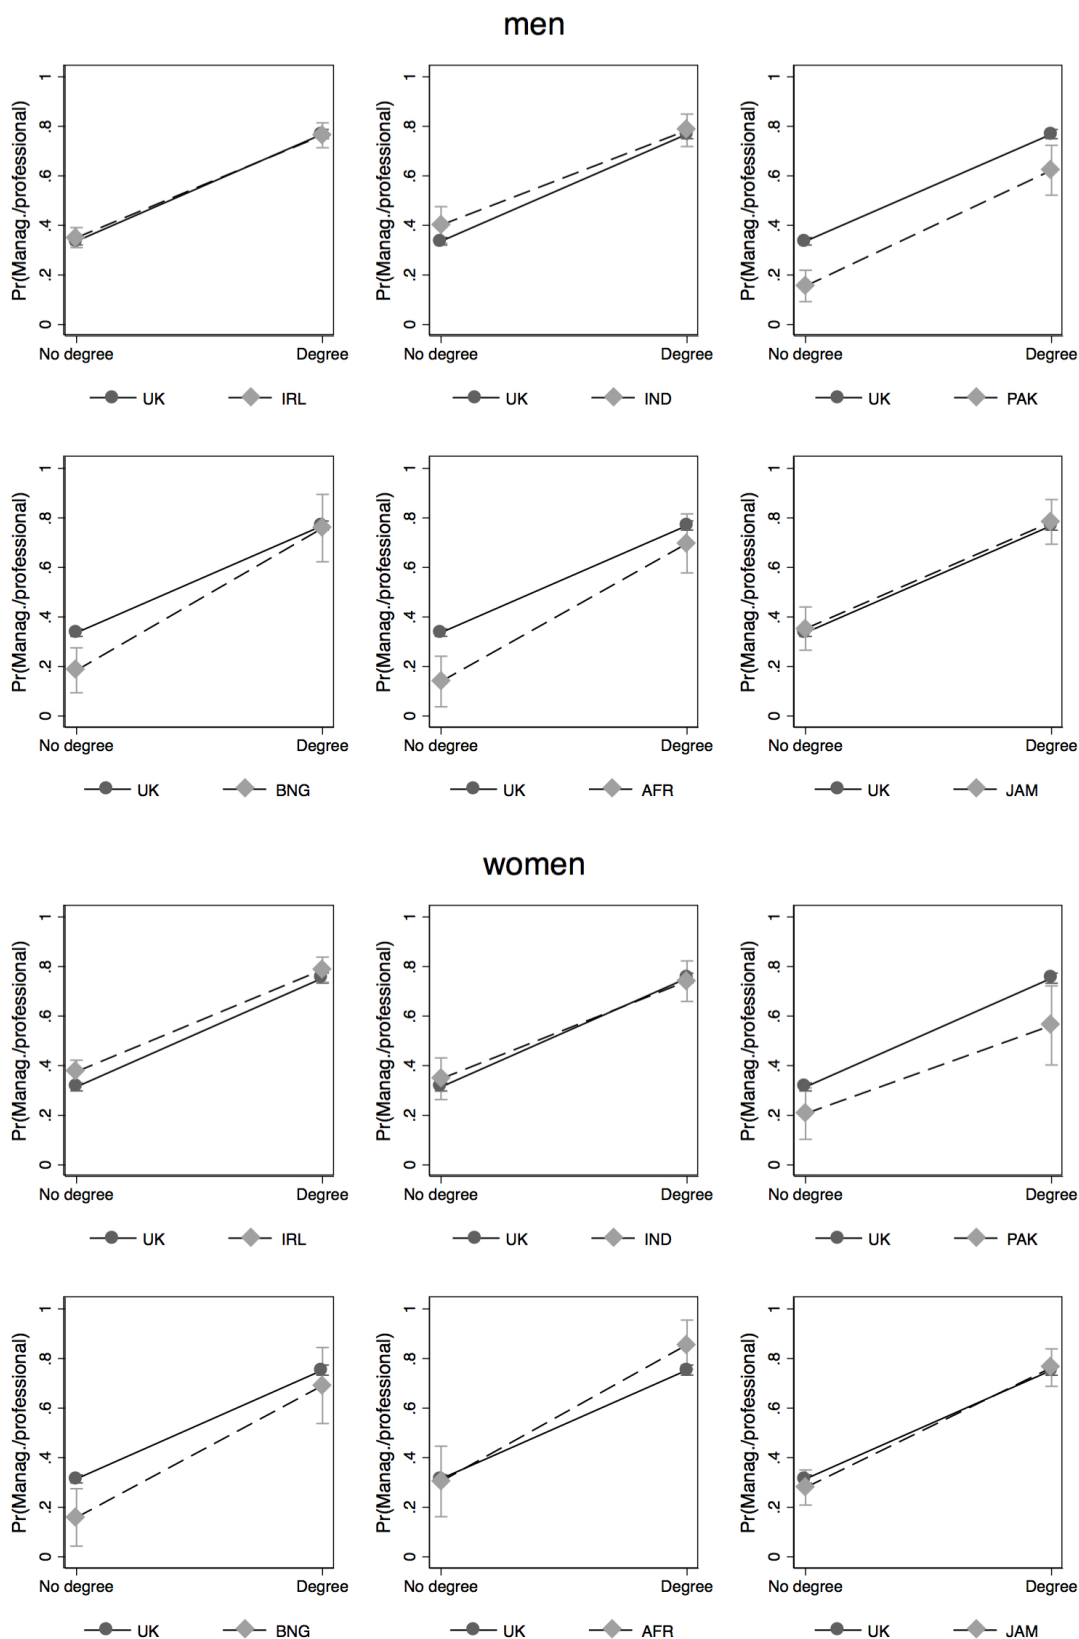 men
Pr(Manag./professional) Pr(Manag./professional) Pr(Manag./professional)
1 1 1
.8 .8 .8
.6 .6 .6
.4 .4 .4
.2 .2 .2
0 0 0
No degree Degree No degree Degree No degree Degree
UK IRL UK IND UK PAK
Pr(Manag./professional) Pr(Manag./professional) Pr(Manag./professional)
1 1 1
.8 .8 .8
.6 .6 .6
.4 .4 .4
.2 .2 .2
0 0 0
No degree Degree No degree Degree No degree Degree
UK BNG UK AFR UK JAM
women
Pr(Manag./professional) Pr(Manag./professional) Pr(Manag./professional)
1 1 1
.8 .8 .8
.6 .6 .6
.4 .4 .4
.2 .2 .2
0 0 0
No degree Degree No degree Degree No degree Degree
UK IRL UK IND UK PAK
Pr(Manag./professional) Pr(Manag./professional) Pr(Manag./professional)
1 1 1
.8 .8 .8
.6 .6 .6
.4 .4 .4
.2 .2 .2
0 0 0
No degree Degree No degree Degree No degree Degree
UK BNG UK AFR UK JAM